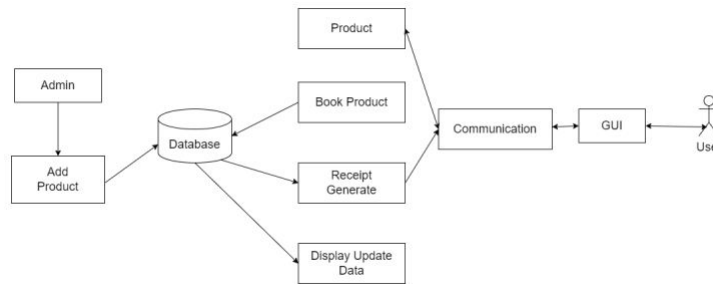 Product
Admin
Book Product
Database
Communication
GUI
Add
Product
Receipt
Generate
Display Update
Data